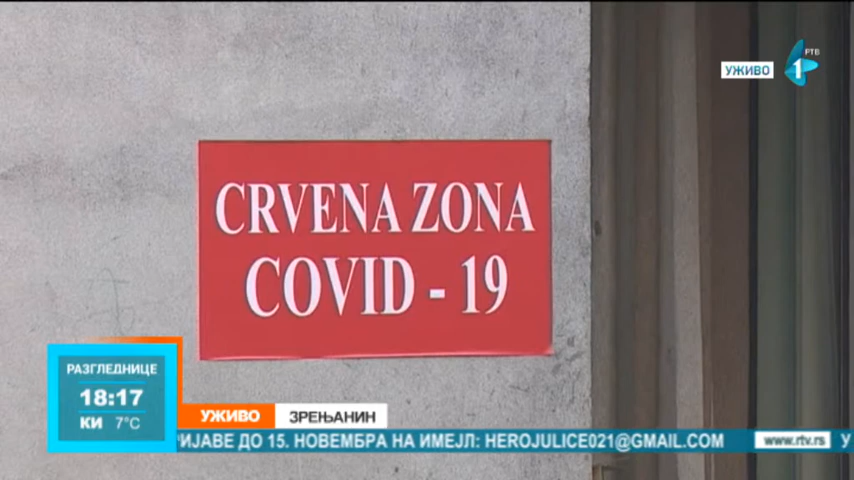 РТВ
УЖИВО 1
CRVENA ZONA
COVID - 19
РАЗГЛЕДНИЦЕ
18:17
КИ 7°C
УЖИВО ЗРЕЊАНИН
ДО 15. НОВЕМБРА НА ИМЕЈЛ: HEROJULICE021@GMAIL.COM www.rtv.rs